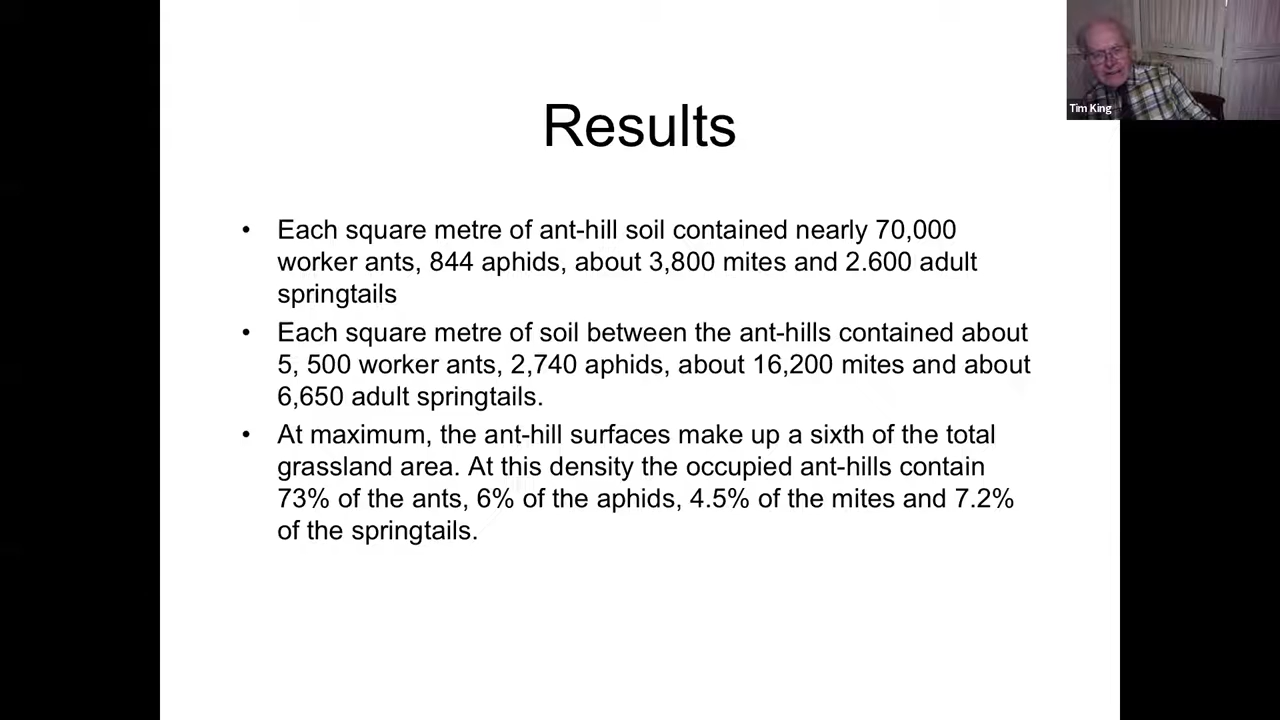 Tim King
Results
• Each square metre of ant-hill soil contained nearly 70,000
worker ants, 844 aphids, about 3,800 mites and 2.600 adult
springtails
• Each square metre of soil between the ant-hills contained about
5, 500 worker ants, 2,740 aphids, about 16,200 mites and about
6,650 adult springtails.
• At maximum, the ant-hill surfaces make up a sixth of the total
grassland area. At this density the occupied ant-hills contain
73% of the ants, 6% of the aphids, 4.5% of the mites and 7.2%
of the springtails.